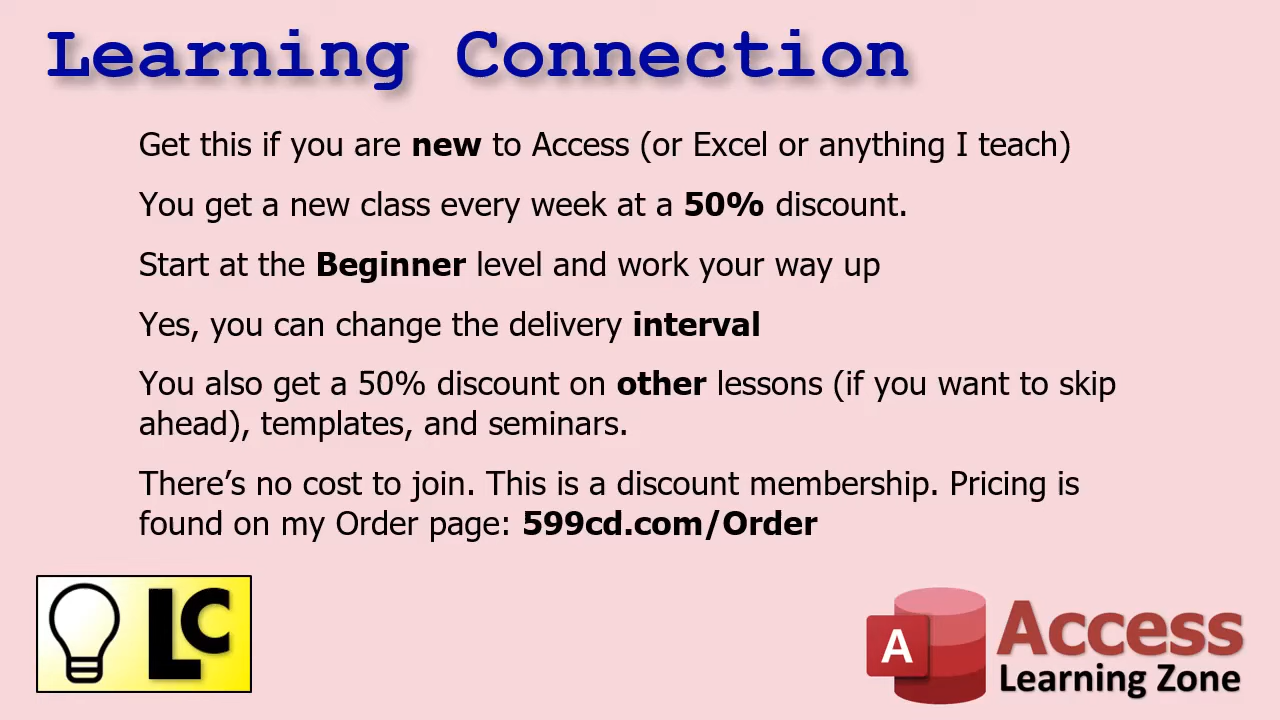 Learning Connection
Get this if you are new to Access (or Excel or anything I teach)
You get a new class every week at a 50% discount.
Start at the Beginner level and work your way up
Yes, you can change the delivery interval
You also get a 50% discount on other lessons (if you want to skip
ahead), templates, and seminars.
There’s no cost to join. This is a discount membership. Pricing is
found on my Order page: 599cd.com/Order
LC
A
Access
Learning Zone